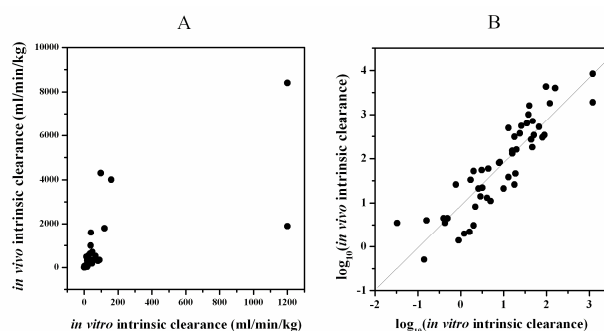 A
in vivo intrinsic clearance (ml/min/kg)
10000
8000
6000
4000
2000
0
0 200 400 600 800 1000 1200
in vitro intrinsic clearance (ml/min/kg)
B
log10(in vivo intrinsic clearance)
4
3
2
1
0
-1
-2 -1 0 1 2 3
log10(in vitro intrinsic clearance)